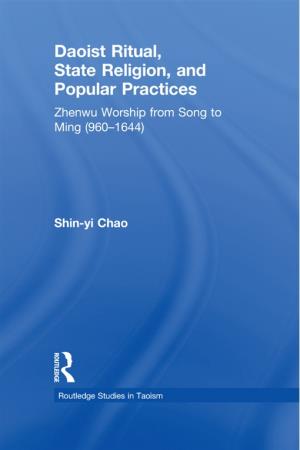 Daoist Ritual,
State Religion, and
Popular Practices
Zhenwu Worship from Song to
Ming (960–1644)
Shin-yi Chao
ROUTLEDGE
Routledge Studies in Taoism